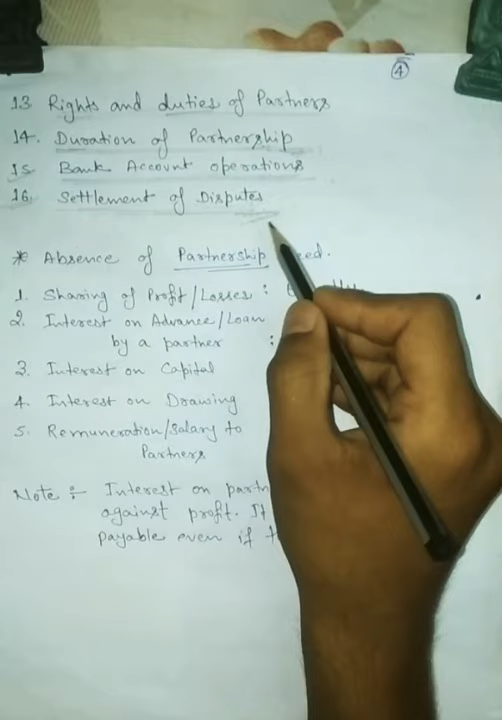 4
13 Rights and duties of Partners
14. Duration of Partnership
15. Bank Account operations
16. Settlement of Disputes
* Absence of Partnership eed.
1. Sharing of Profit/Losses :
2. Interest on Advance/Loan
by a partner :
3. Interest on Capital
4. Interest on Drawing
5. Remuneration/Salary to
Partners
Note :- Interest on partn
against profit. It
payable even if t